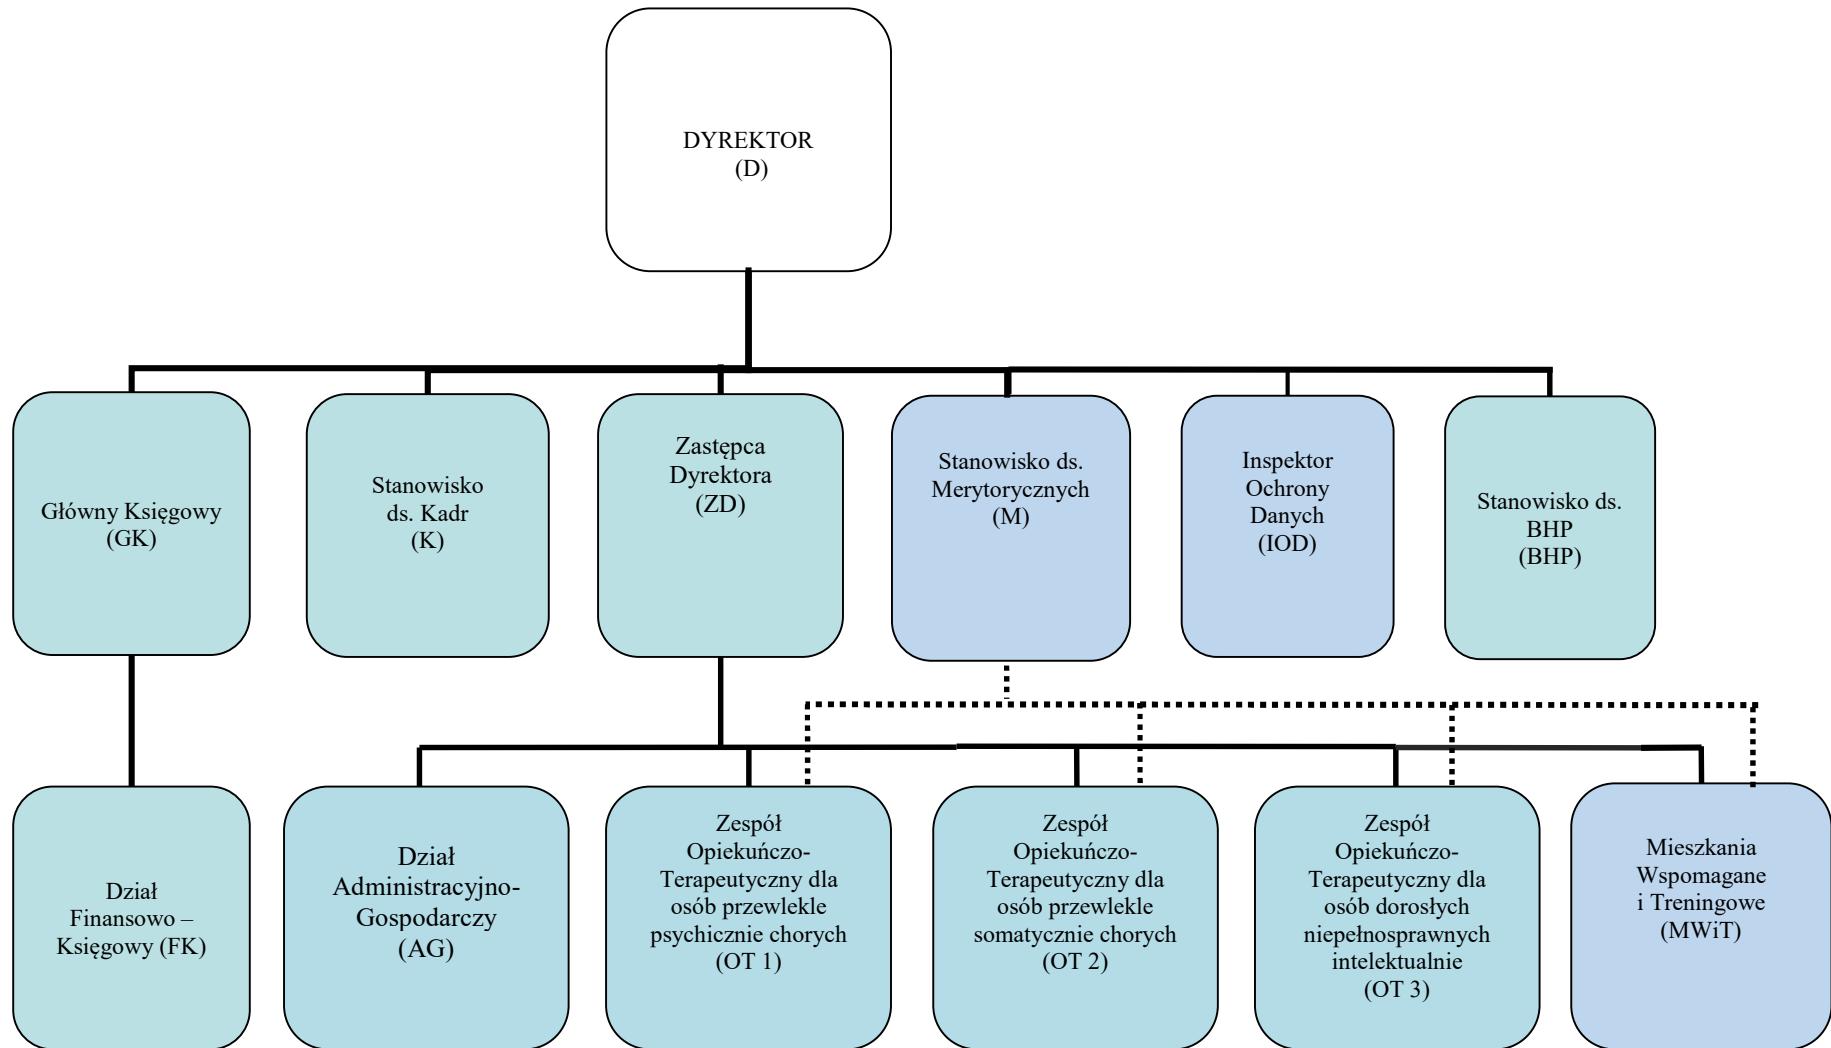 DYREKTOR
(D)
Główny Księgowy
(GK)
Stanowisko
ds. Kadr
(K)
Zastępca
Dyrektora
(ZD)
Stanowisko ds.
Merytorycznych
(M)
Inspektor
Ochrony
Danych
(IOD)
Stanowisko ds.
BHP
(BHP)
Dział
Finansowo –
Księgowy (FK)
Dział
Administracyjno-
Gospodarczy
(AG)
Zespół
Opiekuńczo-
Terapeutyczny dla
osób przewlekle
psychicznie chorych
(OT 1)
Zespół
Opiekuńczo-
Terapeutyczny dla
osób przewlekle
somatycznie chorych
(OT 2)
Zespół
Opiekuńczo-
Terapeutyczny dla
osób dorosłych
niepełnosprawnych
intelektualnie
(OT 3)
Mieszkania
Wspomagane
i Treningowe
(MWiT)